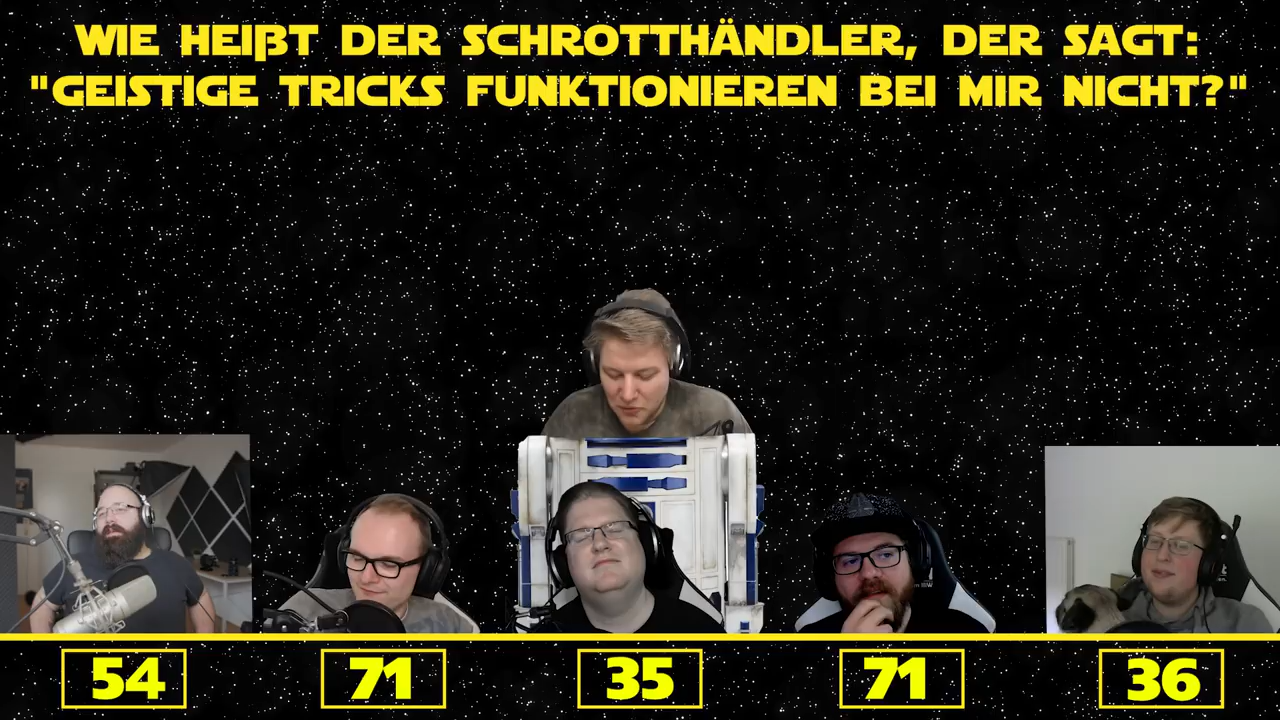 WIE HEIßT DER SCHROTTHÄNDLER, DER SAGT:
"GEISTIGE TRICKS FUNKTIONIEREN BEI MIR NICHT?"
54 71 35 71 36